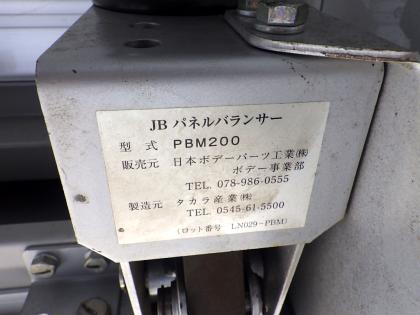 JB パネルバランサー
型 式 PBM200
販売元 日本ボデーパーツ工業㈱
ボデー事業部
TEL. 078-986-0555
製造元 タカラ産業㈱
TEL. 0545-61-5500
(ロット番号 LN029-PBM)